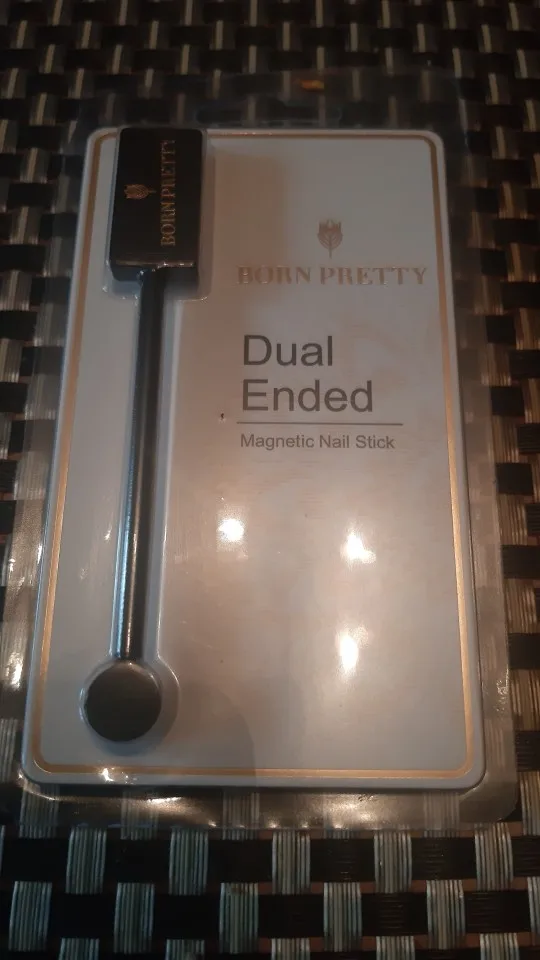 BORN PRETTY
BORN PRETTY
Dual
Ended
Magnetic Nail Stick